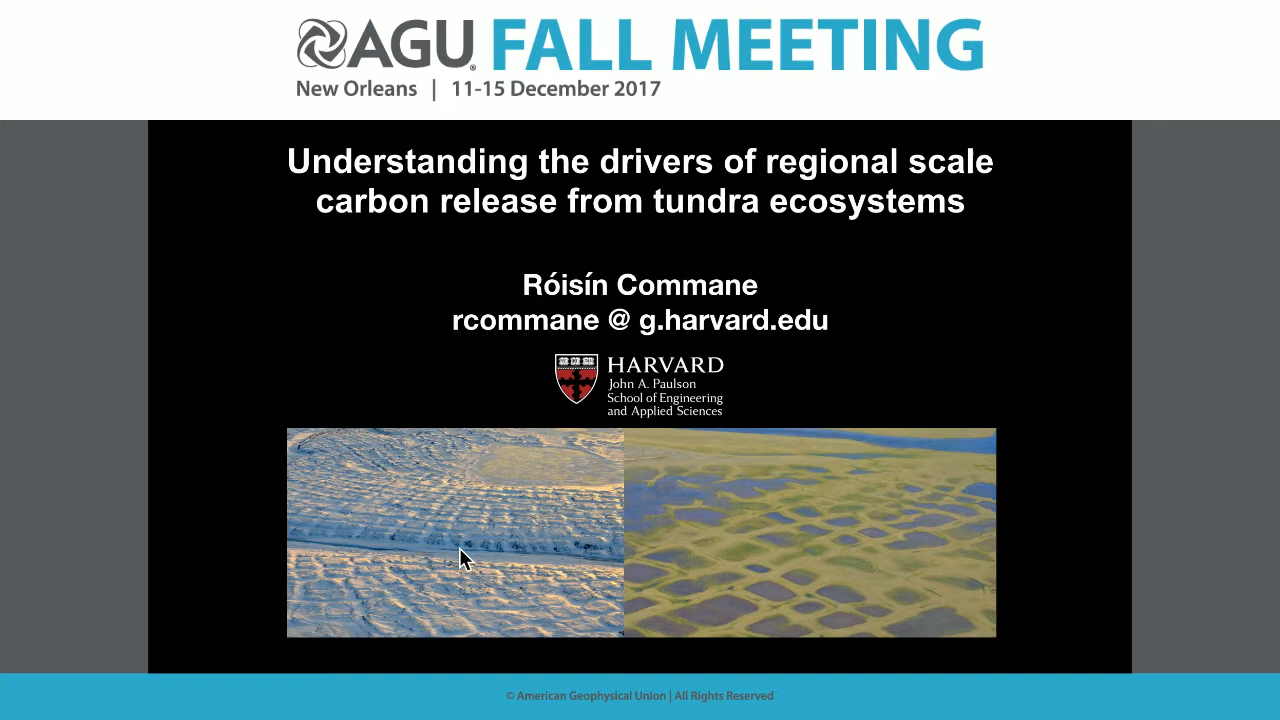 AGU FALL MEETING
New Orleans | 11-15 December 2017
Understanding the drivers of regional scale
carbon release from tundra ecosystems
Róisín Commane
rcommane @ g.harvard.edu
HARVARD
John A. Paulson
School of Engineering
and Applied Sciences
© American Geophysical Union | All Rights Reserved